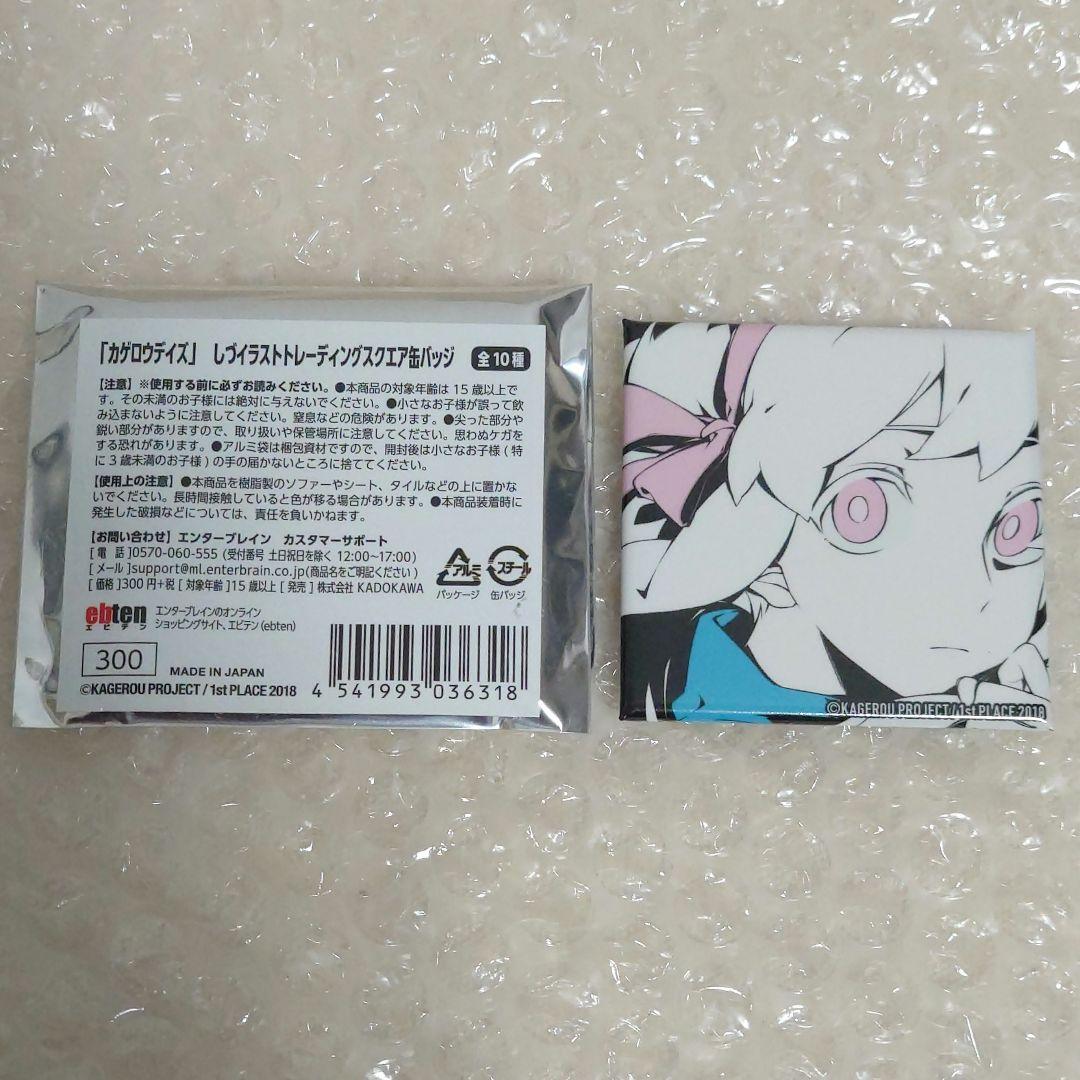 「カゲロウデイズ」 しづイラストトレーディングスクエア缶バッジ 全10種
【注意】※使用する前に必ずお読みください。●本商品の対象年齢は15歳以上で
す。その未満のお子様には絶対に与えないでください。●小さなお子様が誤って飲
み込まないように注意してください。窒息などの危険があります。●尖った部分や
鋭い部分がありますので、取り扱いや保管場所に注意してください。思わぬケガを
する恐れがあります。●アルミ袋は梱包資材ですので、開封後は小さなお子様(特
に3歳未満のお子様)の手の届かないところに捨ててください。
【使用上の注意】●本商品を樹脂製のソファーやシート、タイルなどの上に置かな
いでください。長時間接触していると色が移る場合があります。●本商品装着時に
発生した破損などについては、責任を負いかねます。
【お問い合わせ】エンターブレイン カスタマーサポート
[電 話]0570-060-555(受付番号 土日祝日を除く 12:00~17:00)
[メール]support@ml.enterbrain.co.jp(商品名をご明記ください)
[価格]300円+税[対象年齢]15歳以上[発売]株式会社 KADOKAWA
アルミ
パッケージ
スチール
缶バッジ
ebten
エビテン
エンターブレインのオンライン
ショッピングサイト、エビテン(ebten)
300
MADE IN JAPAN
©KAGEROU PROJECT/1st PLACE 2018
4 541993 036318
©KAGEROU PROJECT/1st PLACE 2018